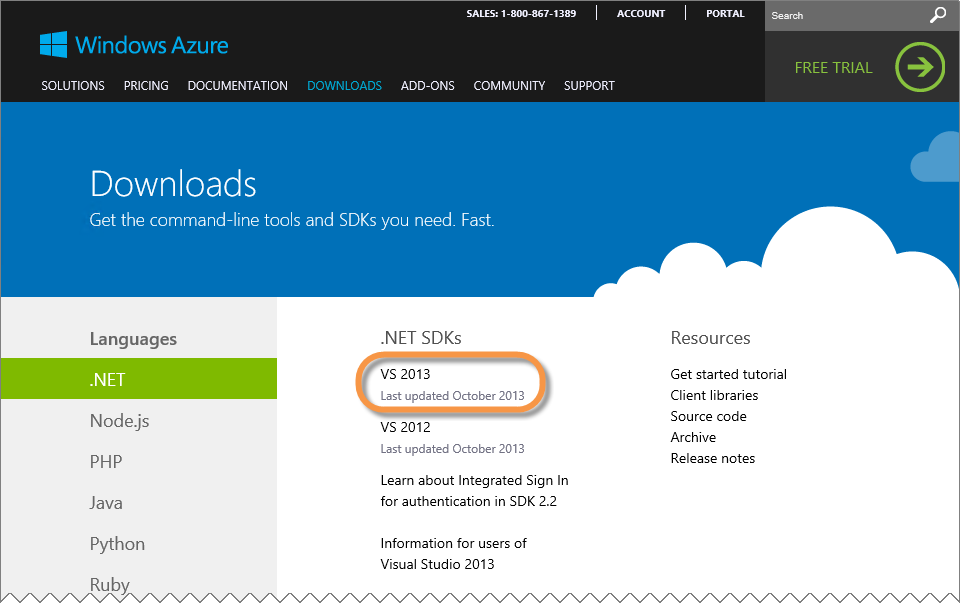 SALES: 1-800-867-1389 ACCOUNT PORTAL Search
Windows Azure
FREE TRIAL
SOLUTIONS PRICING DOCUMENTATION DOWNLOADS ADD-ONS COMMUNITY SUPPORT
Downloads
Get the command-line tools and SDKs you need. Fast.
Languages
.NET
Node.js
PHP
Java
Python
Ruby
.NET SDKs
VS 2013
Last updated October 2013
VS 2012
Last updated October 2013
Learn about Integrated Sign In
for authentication in SDK 2.2
Information for users of
Visual Studio 2013
Resources
Get started tutorial
Client libraries
Source code
Archive
Release notes